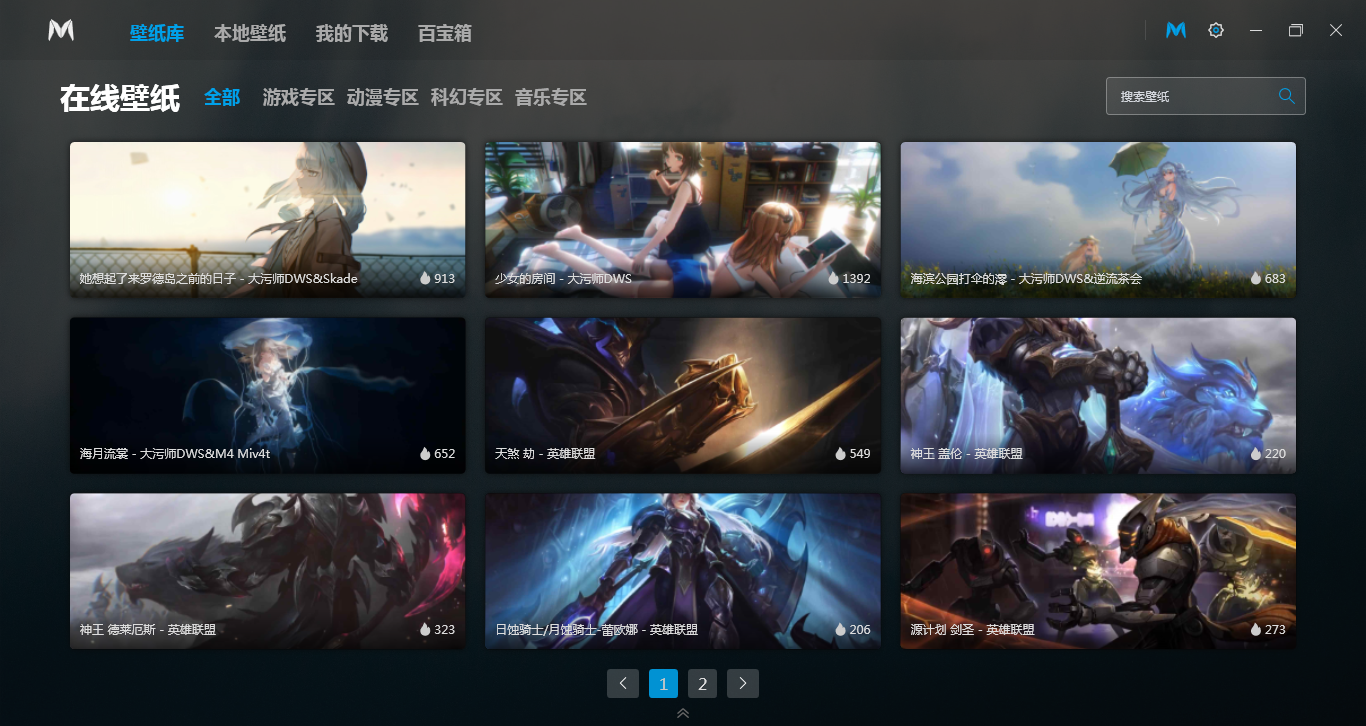 壁纸库 本地壁纸 我的下载 百宝箱
在线壁纸 全部 游戏专区 动漫专区 科幻专区 音乐专区 搜索壁纸
她想起了来罗德岛之前的日子 - 大污师DWS&Skade 913
少女的房间 - 大污师DWS 1392
海滨公园打伞的澪 - 大污师DWS&逆流茶会 683
海月流裳 - 大污师DWS&M4 Miv4t 652
天煞 劫 - 英雄联盟 549
神王 盖伦 - 英雄联盟 220
神王 德莱厄斯 - 英雄联盟 323
日蚀骑士/月蚀骑士-蕾欧娜 - 英雄联盟 206
源计划 剑圣 - 英雄联盟 273
1 2